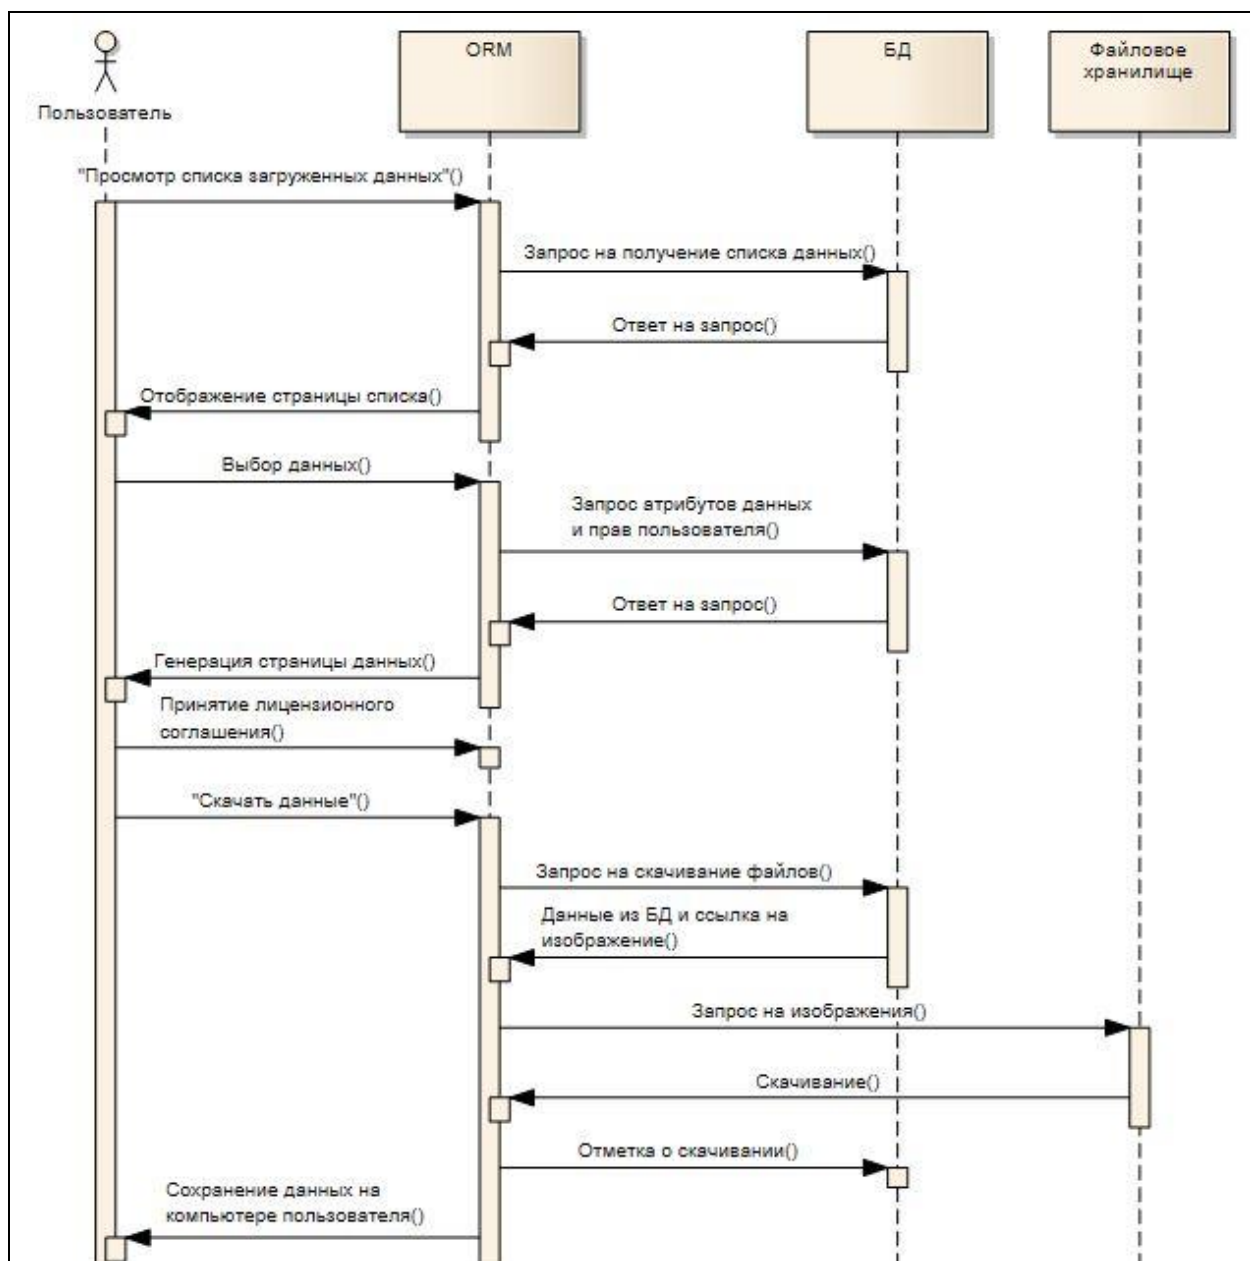 Пользователь
ORM
БД
Файловое
хранилище
"Просмотр списка загруженных данных"()
Запрос на получение списка данных()
Ответ на запрос()
Отображение страницы списка()
Выбор данных()
Запрос атрибутов данных
и прав пользователя()
Ответ на запрос()
Генерация страницы данных()
Принятие лицензионного
соглашения()
"Скачать данные"()
Запрос на скачивание файлов()
Данные из БД и ссылка на
изображение()
Запрос на изображения()
Скачивание()
Отметка о скачивании()
Сохранение данных на
компьютере пользователя()